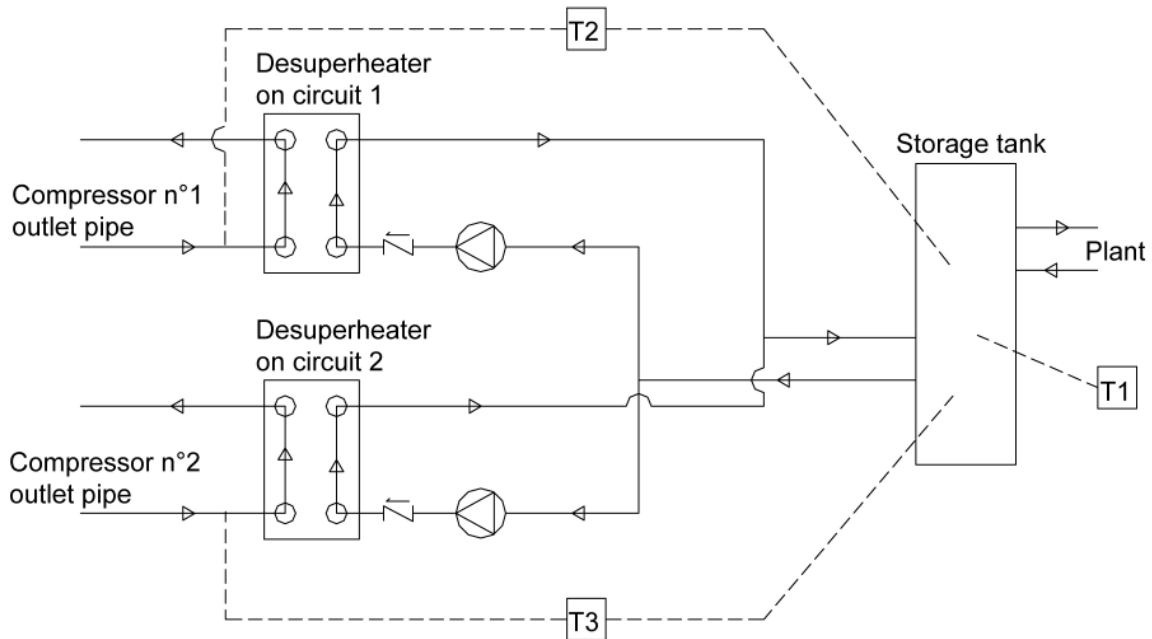 T2
Desuperheater
on circuit 1
Storage tank
Compressor n°1
outlet pipe
Plant
Desuperheater
on circuit 2
T1
Compressor n°2
outlet pipe
T3